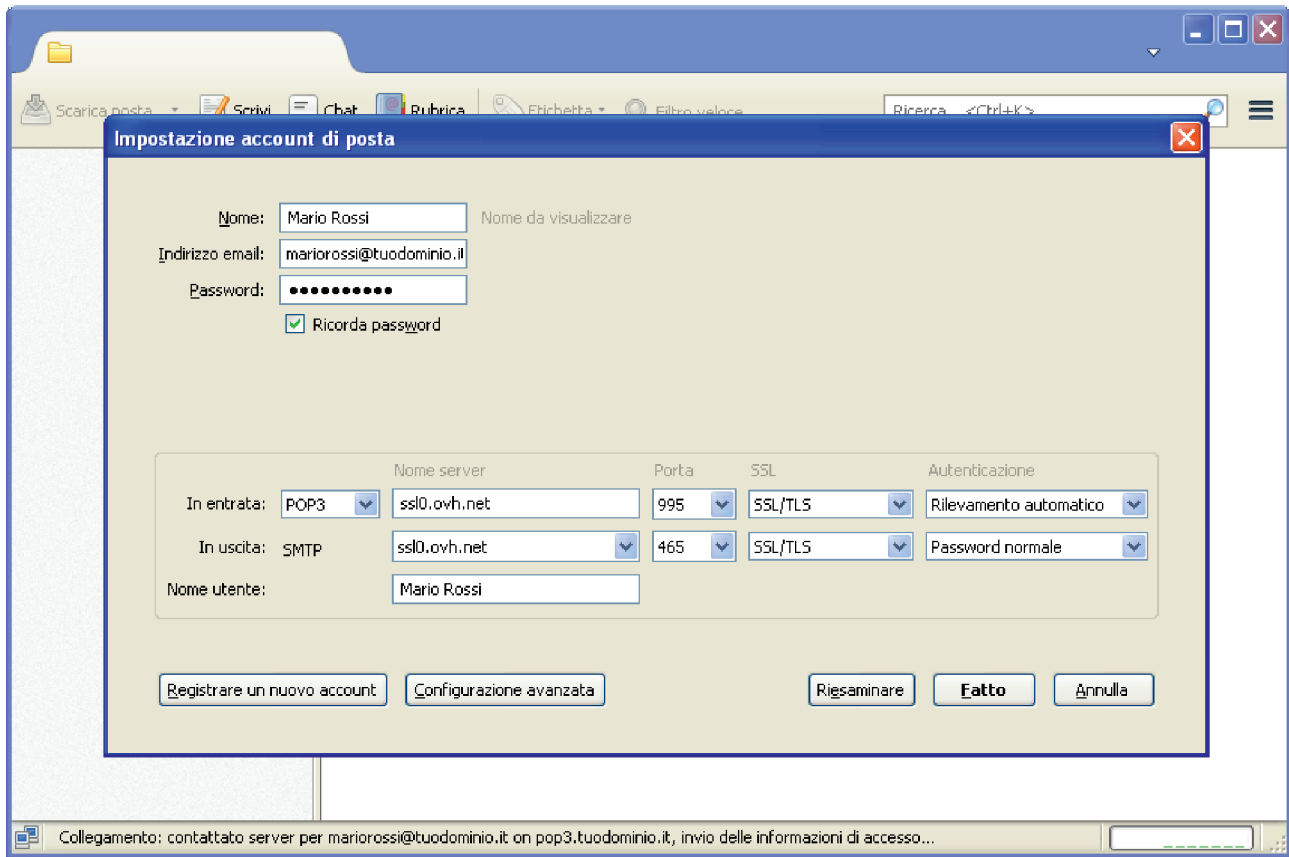 Scarica posta Scrivi Chat Rubrica Etichetta Filtro veloce Ricerca... <Ctrl+K>
Impostazione account di posta
Nome: Mario Rossi Nome da visualizzare
Indirizzo email: mariorossi@tuodominio.i
Password: ••••••••••
Ricorda password
Nome server Porta SSL Autenticazione
In entrata: POP3 ssl0.ovh.net 995 SSL/TLS Rilevamento automatico
In uscita: SMTP ssl0.ovh.net 465 SSL/TLS Password normale
Nome utente: Mario Rossi
Registrare un nuovo account Configurazione avanzata Riesaminare Fatto Annulla
Collegamento: contattato server per mariorossi@tuodominio.it on pop3.tuodominio.it, invio delle informazioni di accesso...